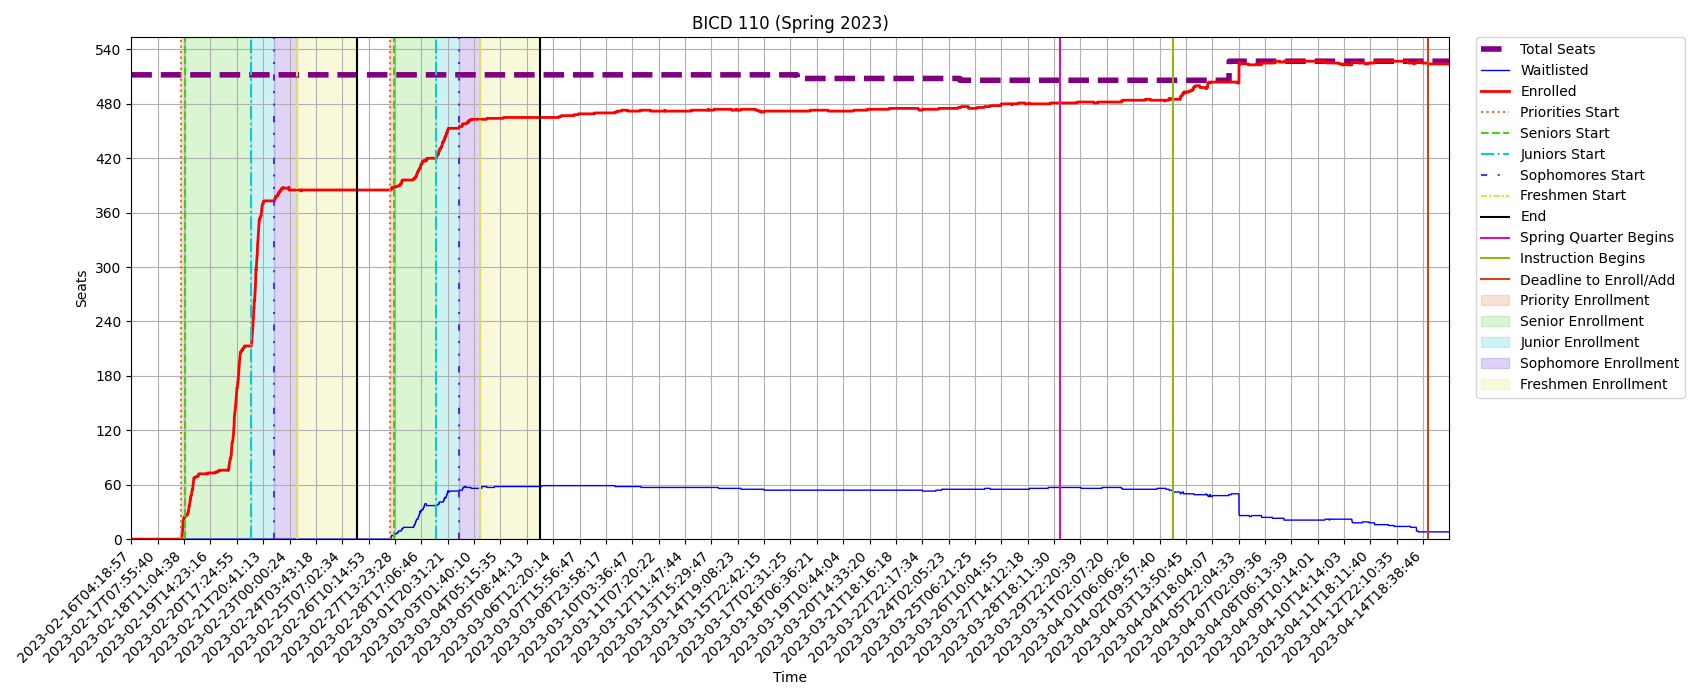 BICD 110 (Spring 2023)
540
480
420
360
300
240
180
120
60
0
Seats
2023-02-16T04:18:57
2023-02-17T07:55:40
2023-02-18T11:04:38
2023-02-19T14:23:16
2023-02-20T17:24:55
2023-02-21T20:41:13
2023-02-23T00:00:24
2023-02-24T03:43:18
2023-02-25T07:02:34
2023-02-26T10:14:53
2023-02-27T13:23:28
2023-02-28T17:06:46
2023-03-01T20:31:21
2023-03-03T01:40:10
2023-03-04T05:15:35
2023-03-05T08:44:13
2023-03-06T12:20:14
2023-03-07T15:56:47
2023-03-08T23:58:17
2023-03-10T03:36:47
2023-03-11T07:20:22
2023-03-12T11:47:44
2023-03-13T15:29:47
2023-03-14T19:08:23
2023-03-15T22:42:15
2023-03-17T02:31:25
2023-03-18T06:36:21
2023-03-19T10:44:04
2023-03-20T14:33:20
2023-03-21T18:16:18
2023-03-22T22:17:34
2023-03-24T02:05:23
2023-03-25T06:21:25
2023-03-26T10:04:55
2023-03-27T14:12:18
2023-03-28T18:11:30
2023-03-29T22:20:39
2023-03-31T02:07:20
2023-04-01T06:06:26
2023-04-02T09:57:40
2023-04-03T13:50:45
2023-04-04T18:04:07
2023-04-05T22:04:33
2023-04-07T02:09:36
2023-04-08T06:13:39
2023-04-09T10:14:01
2023-04-10T14:14:03
2023-04-11T18:11:40
2023-04-12T22:10:35
2023-04-14T18:38:46
Time
Total Seats
Waitlisted
Enrolled
Priorities Start
Seniors Start
Juniors Start
Sophomores Start
Freshmen Start
End
Spring Quarter Begins
Instruction Begins
Deadline to Enroll/Add
Priority Enrollment
Senior Enrollment
Junior Enrollment
Sophomore Enrollment
Freshmen Enrollment